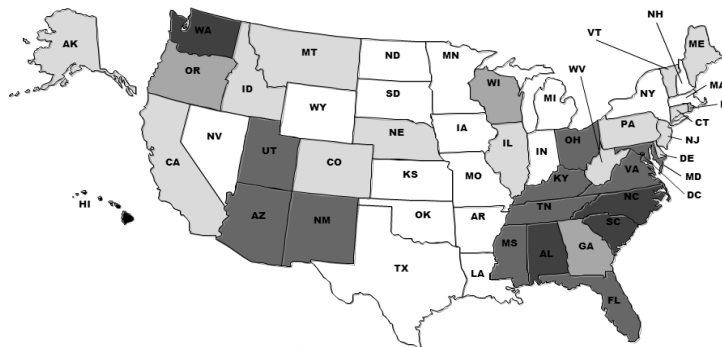 NH
VT
ME
AK
WA
MT
ND
MN
OR
ID
WI
WV
NY
MA
SD
WY
MI
CT
PA
NJ
NV
NE
IA
IL
IN
OH
DE
UT
CO
MD
CA
KS
MO
KY
VA
DC
HI
AZ
NM
OK
AR
TN
NC
SC
MS
AL
GA
TX
LA
FL